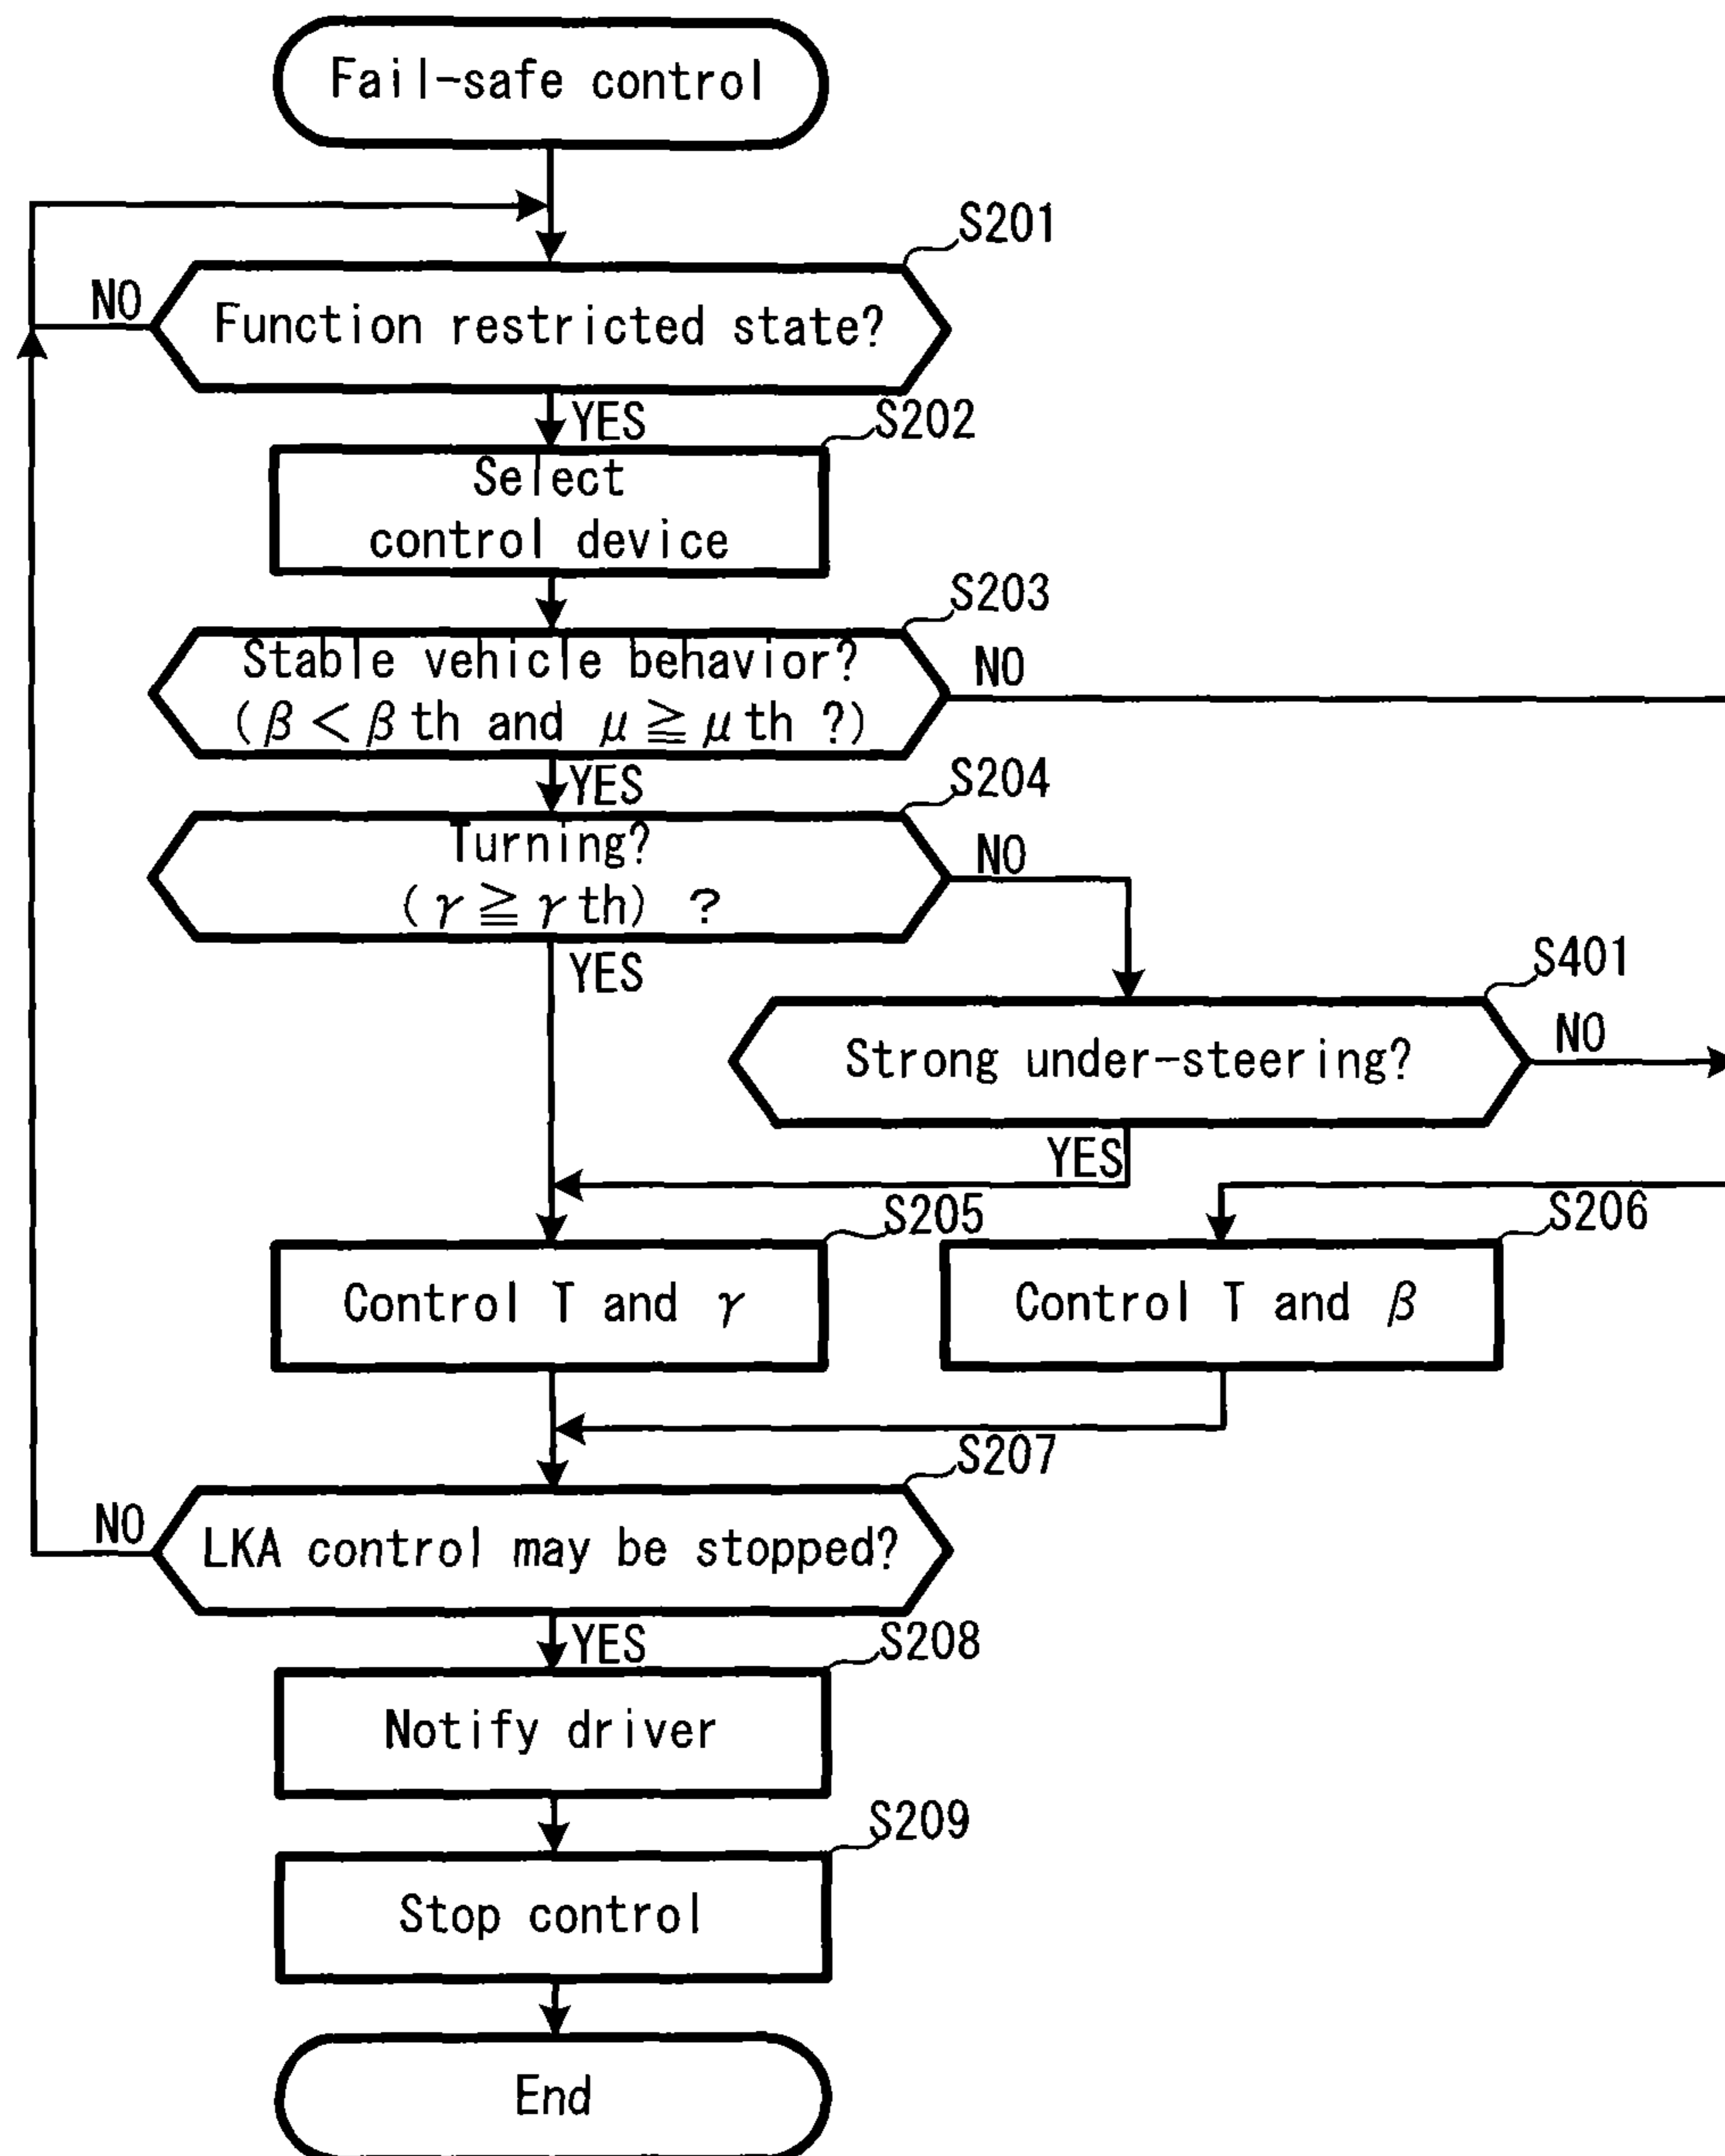 Fail-safe control
S201
NO
Function restricted state?
YES
S202
Select
control device
S203
Stable vehicle behavior?
NO
(β<βth and μ≧μth ?)
YES
S204
Turning?
NO
(γ≧γth) ?
YES
S401
Strong under-steering?
NO
YES
S205
S206
Control T and γ
Control T and β
S207
NO
LKA control may be stopped?
YES
S208
Notify driver
S209
Stop control
End